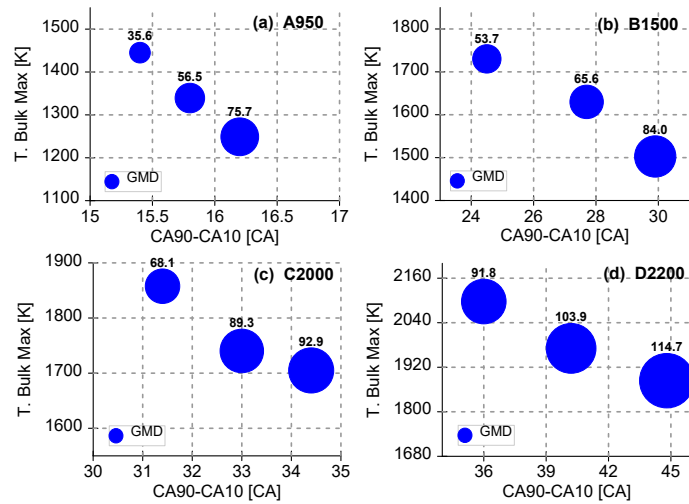 (a) A950
35.6
56.5
75.7
GMD
1500
1400
1300
1200
1100
T. Bulk Max [K]
15 15.5 16 16.5 17
CA90-CA10 [CA]
(b) B1500
53.7
65.6
84.0
GMD
1800
1700
1600
1500
1400
T. Bulk Max [K]
24 26 28 30
CA90-CA10 [CA]
(c) C2000
68.1
89.3
92.9
GMD
1900
1800
1700
1600
T. Bulk Max [K]
30 31 32 33 34 35
CA90-CA10 [CA]
(d) D2200
91.8
103.9
114.7
GMD
2160
2040
1920
1800
1680
T. Bulk Max [K]
36 39 42 45
CA90-CA10 [CA]